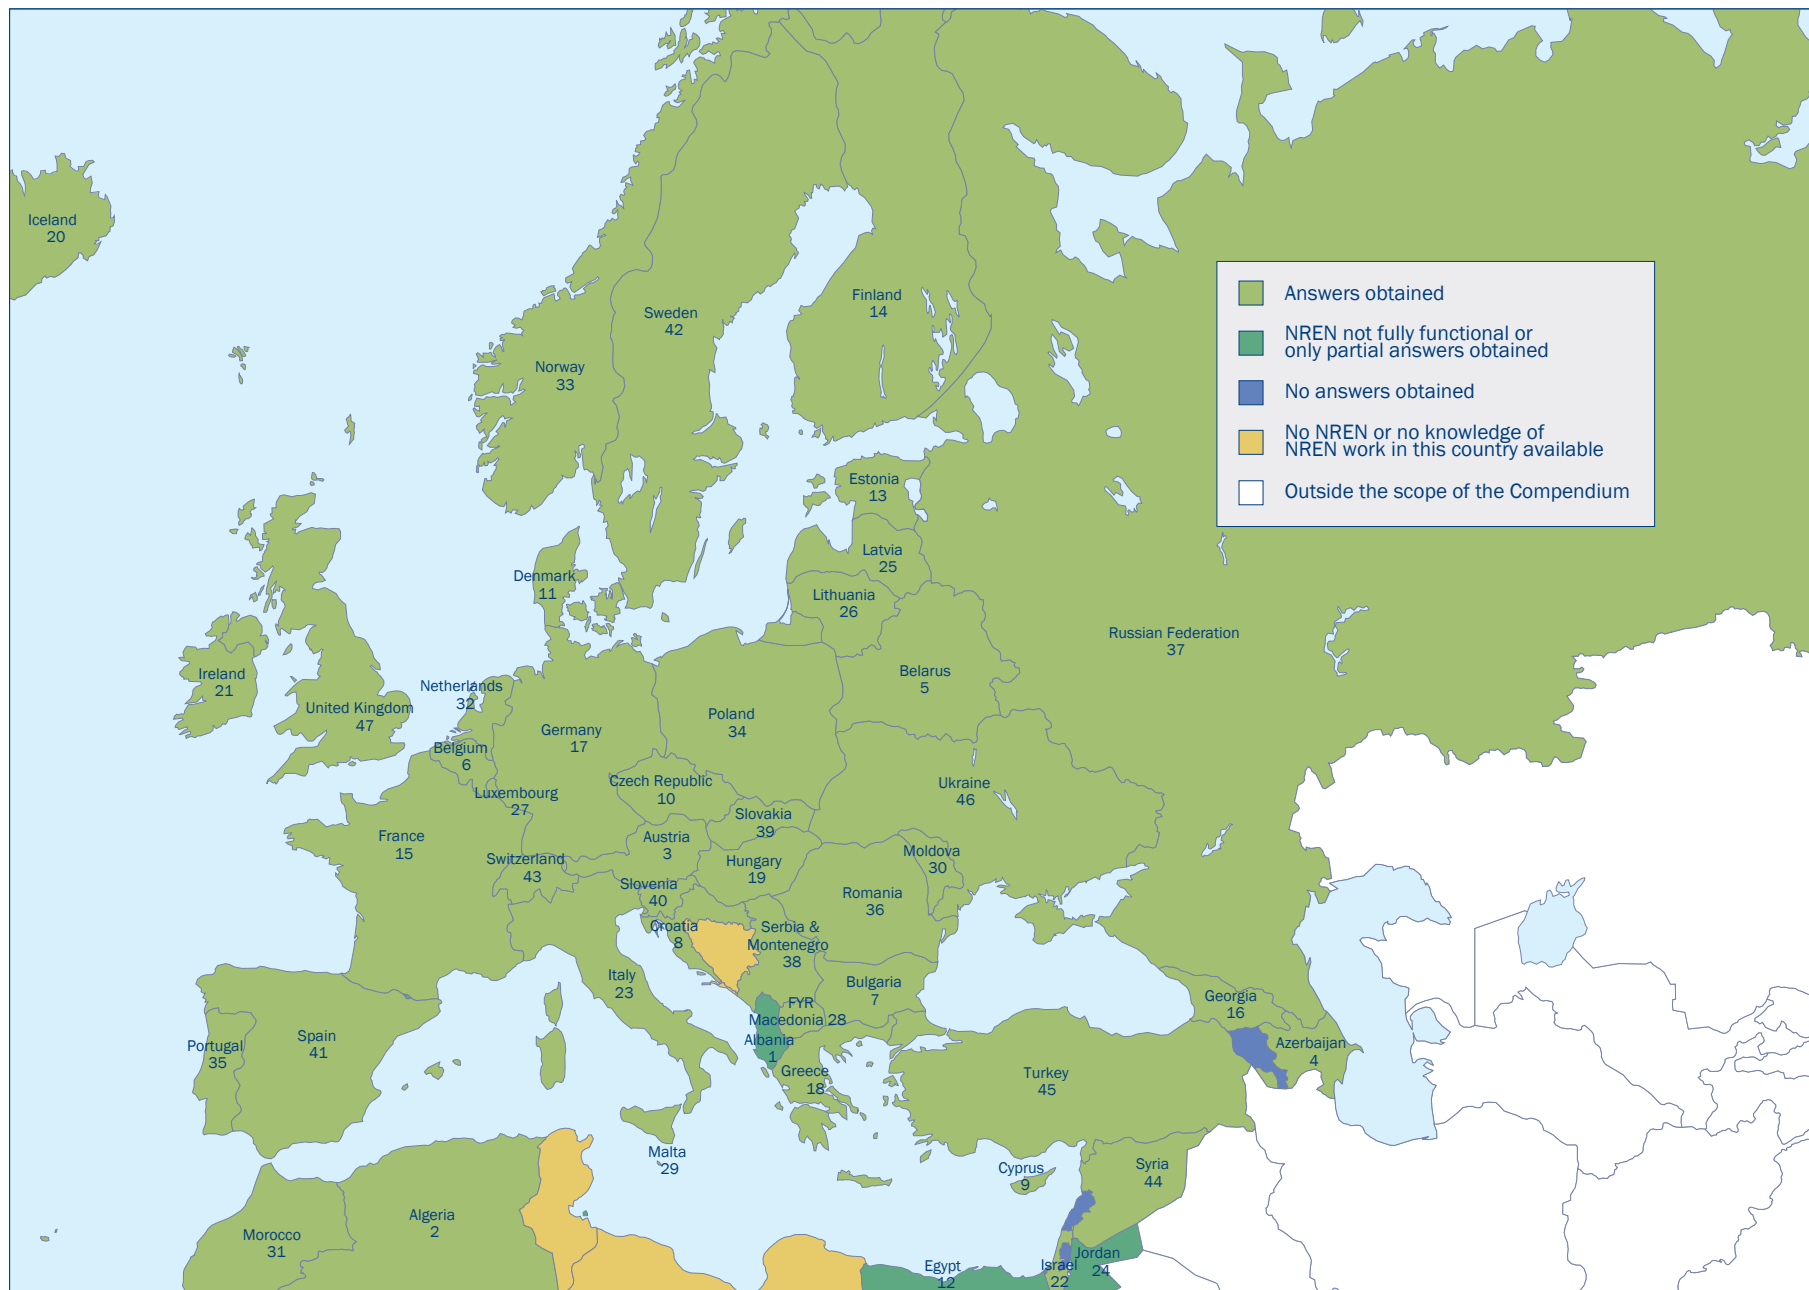 Iceland
20
Norway
33
Sweden
42
Finland
14
Answers obtained
NREN not fully functional or
only partial answers obtained
No answers obtained
No NREN or no knowledge of
NREN work in this country available
Outside the scope of the Compendium
Estonia
13
Latvia
25
Lithuania
26
Denmark
11
Russian Federation
37
Belarus
5
Ireland
21
United Kingdom
47
Netherlands
32
Belgium
6
Luxembourg
27
Germany
17
Poland
34
Czech Republic
10
Ukraine
46
Slovakia
39
France
15
Switzerland
43
Austria
3
Hungary
19
Moldova
30
Slovenia
40
Romania
36
Croatia
8
Serbia &
Montenegro
38
Italy
23
Bulgaria
7
FYR
Macedonia 28
Albania
1
Greece
18
Georgia
16
Azerbaijan
4
Turkey
45
Portugal
35
Spain
41
Malta
29
Cyprus
9
Syria
44
Morocco
31
Algeria
2
Egypt
12
Israel
22
Jordan
24